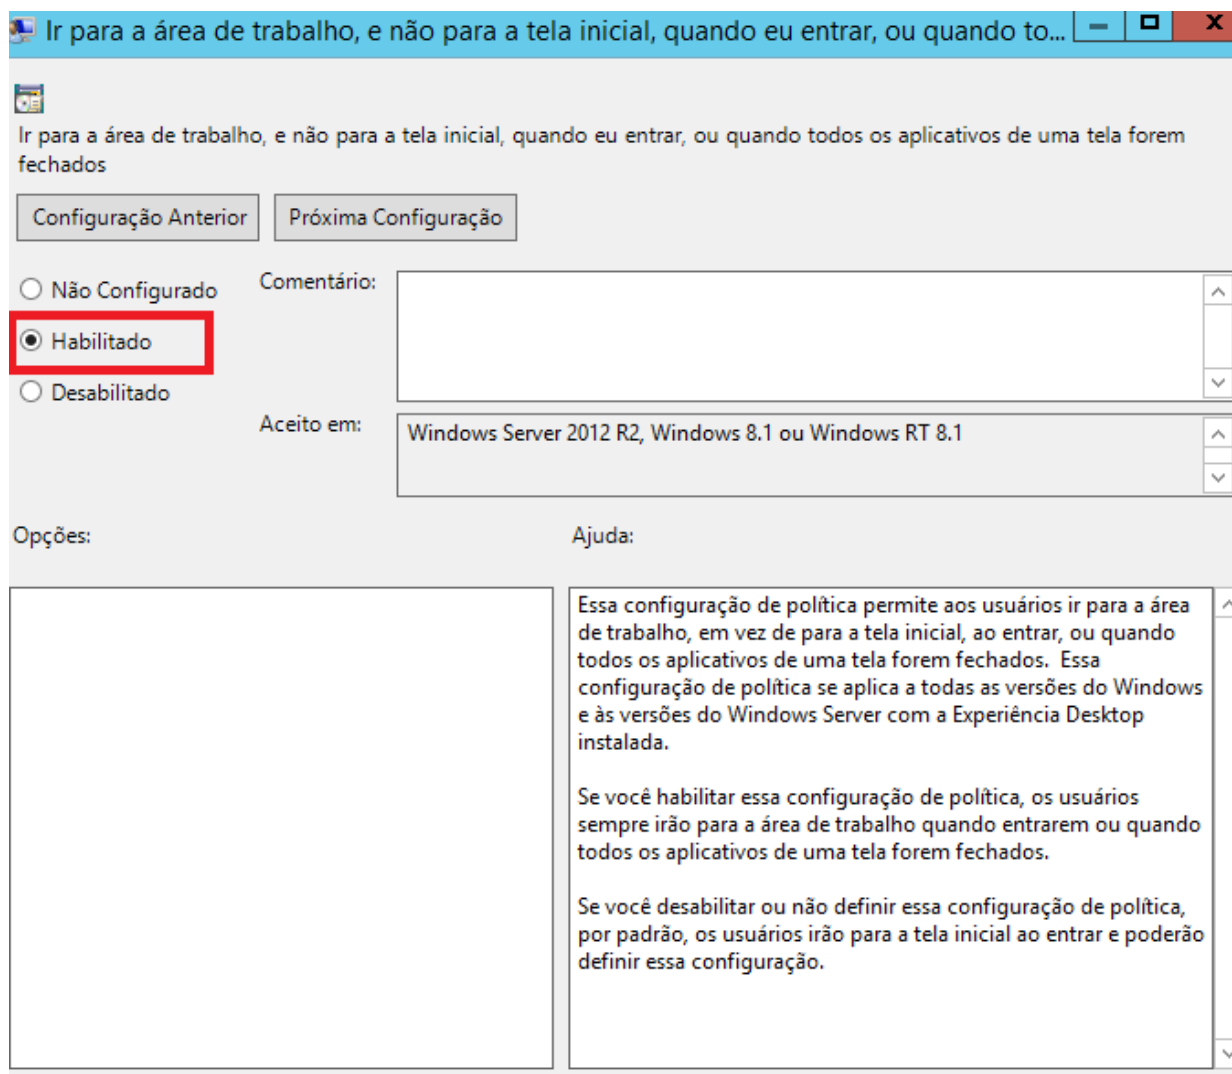 Ir para a área de trabalho, e não para a tela inicial, quando eu entrar, ou quando to...
Ir para a área de trabalho, e não para a tela inicial, quando eu entrar, ou quando todos os aplicativos de uma tela forem
fechados
Configuração Anterior
Próxima Configuração
Não Configurado
Habilitado
Desabilitado
Comentário:
Aceito em:
Windows Server 2012 R2, Windows 8.1 ou Windows RT 8.1
Opções:
Ajuda:
Essa configuração de política permite aos usuários ir para a área
de trabalho, em vez de para a tela inicial, ao entrar, ou quando
todos os aplicativos de uma tela forem fechados.  Essa
configuração de política se aplica a todas as versões do Windows
e às versões do Windows Server com a Experiência Desktop
instalada.
Se você habilitar essa configuração de política, os usuários
sempre irão para a área de trabalho quando entrarem ou quando
todos os aplicativos de uma tela forem fechados.
Se você desabilitar ou não definir essa configuração de política,
por padrão, os usuários irão para a tela inicial ao entrar e poderão
definir essa configuração.